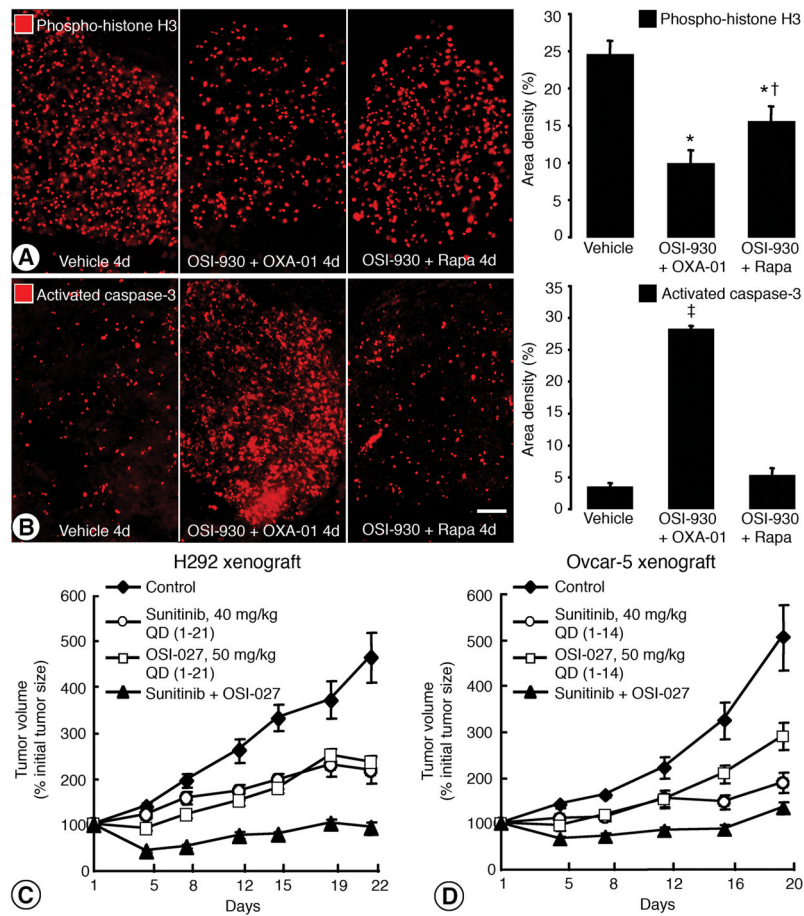 Phospho-histone H3
A
Vehicle 4d
OSI-930 + OXA-01 4d
OSI-930 + Rapa 4d
Phospho-histone H3
Area density (%)
30
25
20
15
10
5
0
*
*†
Vehicle
OSI-930
+ OXA-01
OSI-930
+ Rapa
Activated caspase-3
B
Vehicle 4d
OSI-930 + OXA-01 4d
OSI-930 + Rapa 4d
Activated caspase-3
Area density (%)
35
30
25
20
15
10
5
0
‡
Vehicle
OSI-930
+ OXA-01
OSI-930
+ Rapa
H292 xenograft
Control
Sunitinib, 40 mg/kg
QD (1-21)
OSI-027, 50 mg/kg
QD (1-21)
Sunitinib + OSI-027
Tumor volume
(% initial tumor size)
600
500
400
300
200
100
0
1
5
8
12
15
19
22
Days
C
Ovcar-5 xenograft
Control
Sunitinib, 40 mg/kg
QD (1-14)
OSI-027, 50 mg/kg
QD (1-14)
Sunitinib + OSI-027
Tumor volume
(% initial tumor size)
600
500
400
300
200
100
0
1
5
8
12
16
20
Days
D